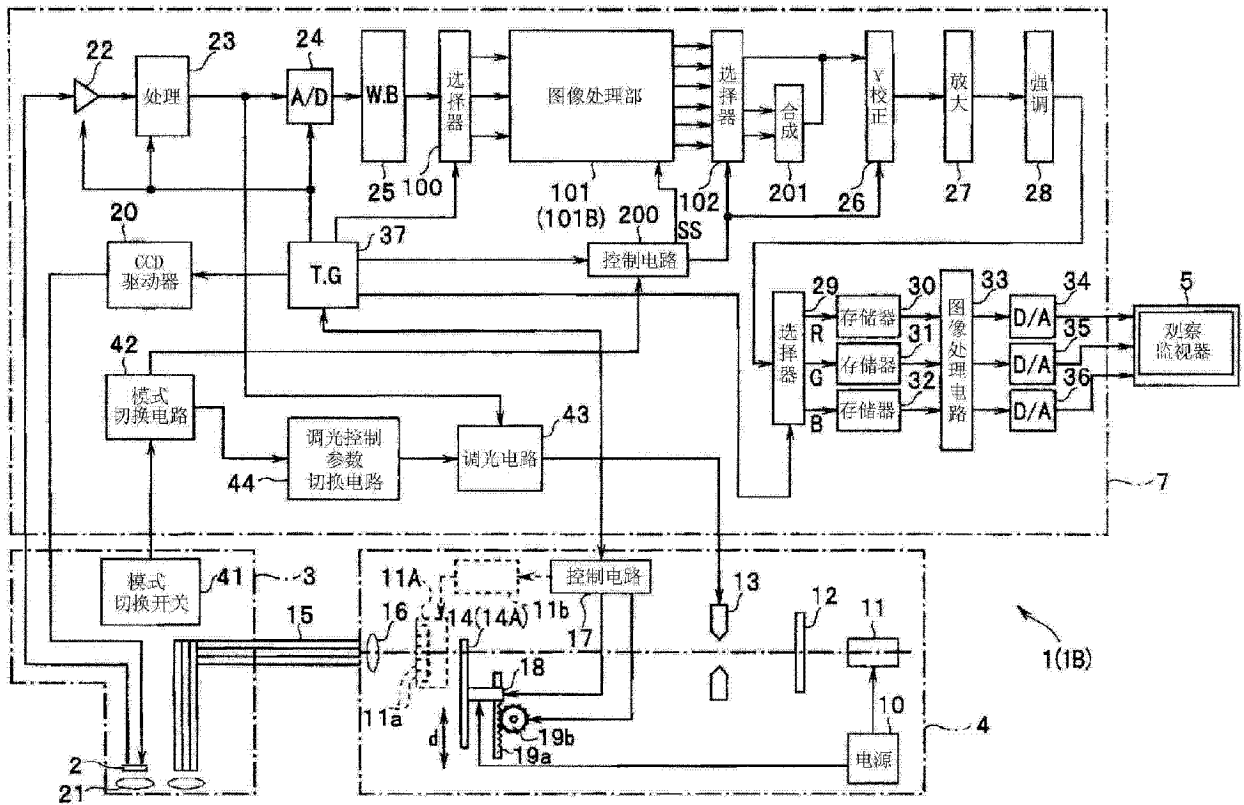 22
23
24
处理
A/D
W.B
选择器
图像处理部
选择器
合成
γ校正
放大
强调
100
25
101
(101B)
102
201
26
27
28
20
37
200
SS
CCD
驱动器
T.G
控制电路
29
30
33
34
5
42
选择器
R
存储器
图像处理电路
D/A
观察
监视器
31
35
模式
切换电路
G
存储器
D/A
32
36
43
B
存储器
D/A
调光控制
参数
切换电路
调光电路
44
7
模式
切换开关
41
3
11A
控制电路
13
12
11
15
16
14(14A)
11b
17
1(1B)
18
11a
d
19b
19a
10
电源
4
2
21